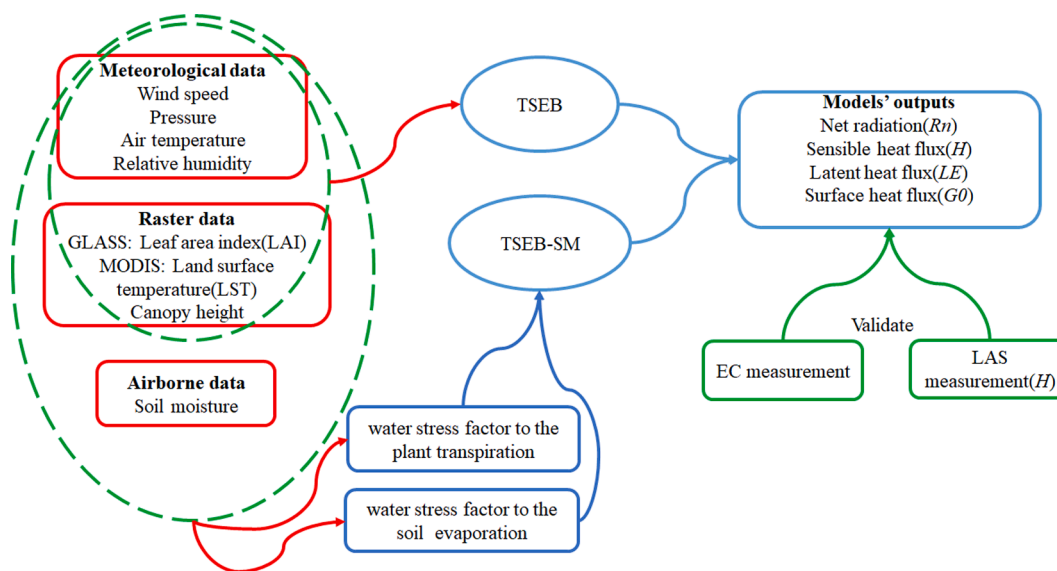 Meteorological data
Wind speed
Pressure
Air temperature
Relative humidity
Raster data
GLASS: Leaf area index(LAI)
MODIS: Land surface
temperature(LST)
Canopy height
Airborne data
Soil moisture
TSEB
TSEB-SM
water stress factor to the
plant transpiration
water stress factor to the
soil evaporation
Models' outputs
Net radiation(Rn)
Sensible heat flux(H)
Latent heat flux(LE)
Surface heat flux(G0)
Validate
EC measurement
LAS
measurement(H)